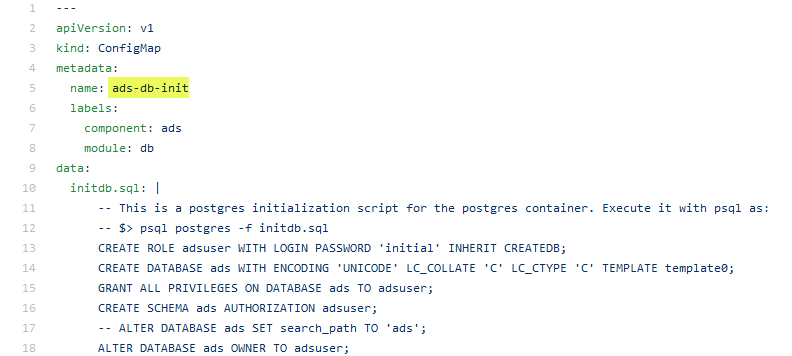 1 ---
2 apiVersion: v1
3 kind: ConfigMap
4 metadata:
5   name: ads-db-init
6   labels:
7     component: ads
8     module: db
9 data:
10   initdb.sql: |
11       -- This is a postgres initialization script for the postgres container. Execute it with psql as:
12       -- $> psql postgres -f initdb.sql
13       CREATE ROLE adsuser WITH LOGIN PASSWORD 'initial' INHERIT CREATEDB;
14       CREATE DATABASE ads WITH ENCODING 'UNICODE' LC_COLLATE 'C' LC_CTYPE 'C' TEMPLATE template0;
15       GRANT ALL PRIVILEGES ON DATABASE ads TO adsuser;
16       CREATE SCHEMA ads AUTHORIZATION adsuser;
17       -- ALTER DATABASE ads SET search_path TO 'ads';
18       ALTER DATABASE ads OWNER TO adsuser;